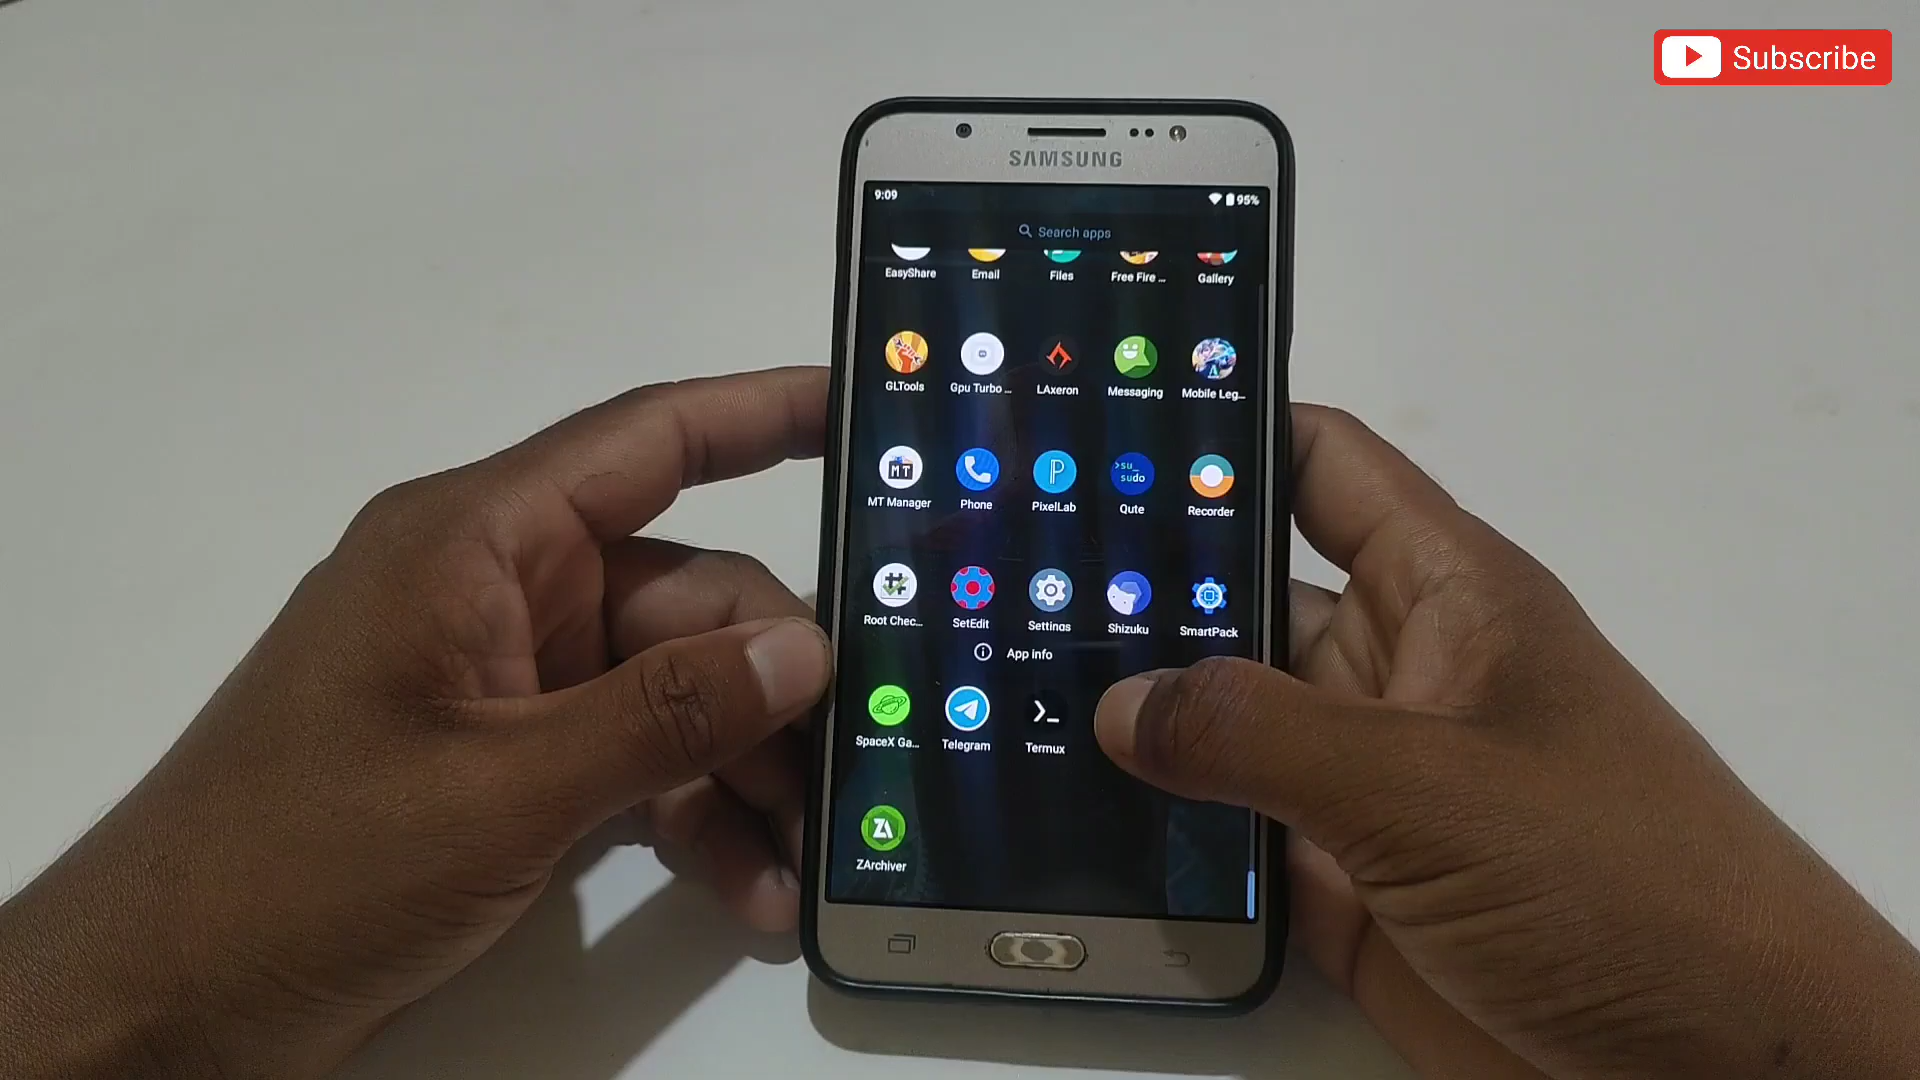 Subscribe
SAMSUNG
9:09
95%
Search apps
EasyShare
Email
Files
Free Fire ...
Gallery
GLTools
Gpu Turbo ...
LAxeron
Messaging
Mobile Leg...
MT
MT Manager
Phone
P
PixelLab
>su_
sudo
Qute
Recorder
Root Chec...
SetEdit
Settings
Shizuku
SmartPack
App info
SpaceX Ga...
Telegram
>_
Termux
ZA
ZArchiver